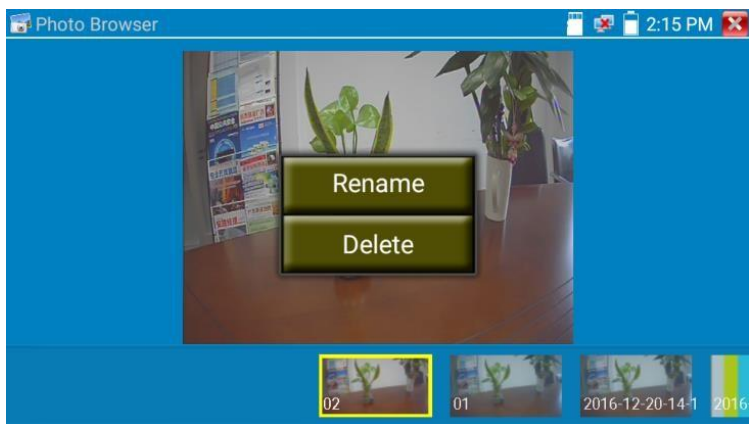 Photo Browser
2:15 PM
Rename
Delete
02
01
2016-12-20-14-1
2016